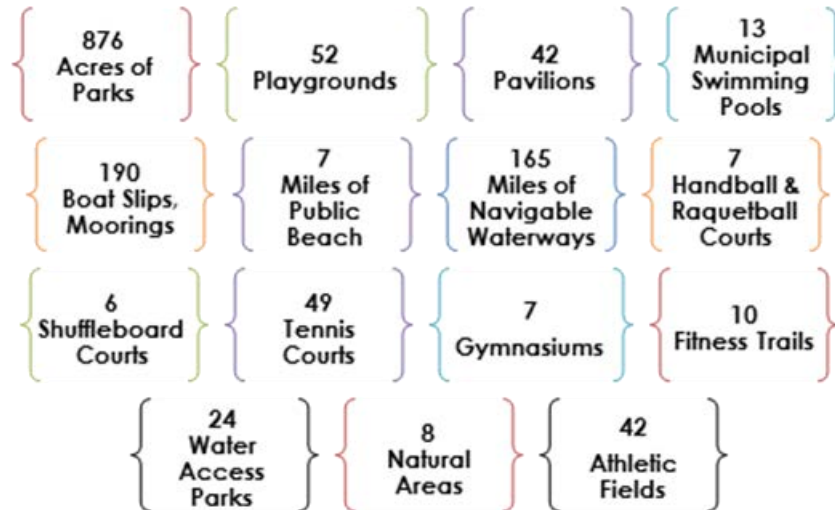 876
Acres of
Parks
52
Playgrounds
42
Pavilions
13
Municipal
Swimming
Pools
190
Boat Slips,
Moorings
7
Miles of
Public
Beach
165
Miles of
Navigable
Waterways
7
Handball &
Raquetball
Courts
6
Shuffleboard
Courts
49
Tennis
Courts
7
Gymnasiums
10
Fitness Trails
24
Water
Access
Parks
8
Natural
Areas
42
Athletic
Fields